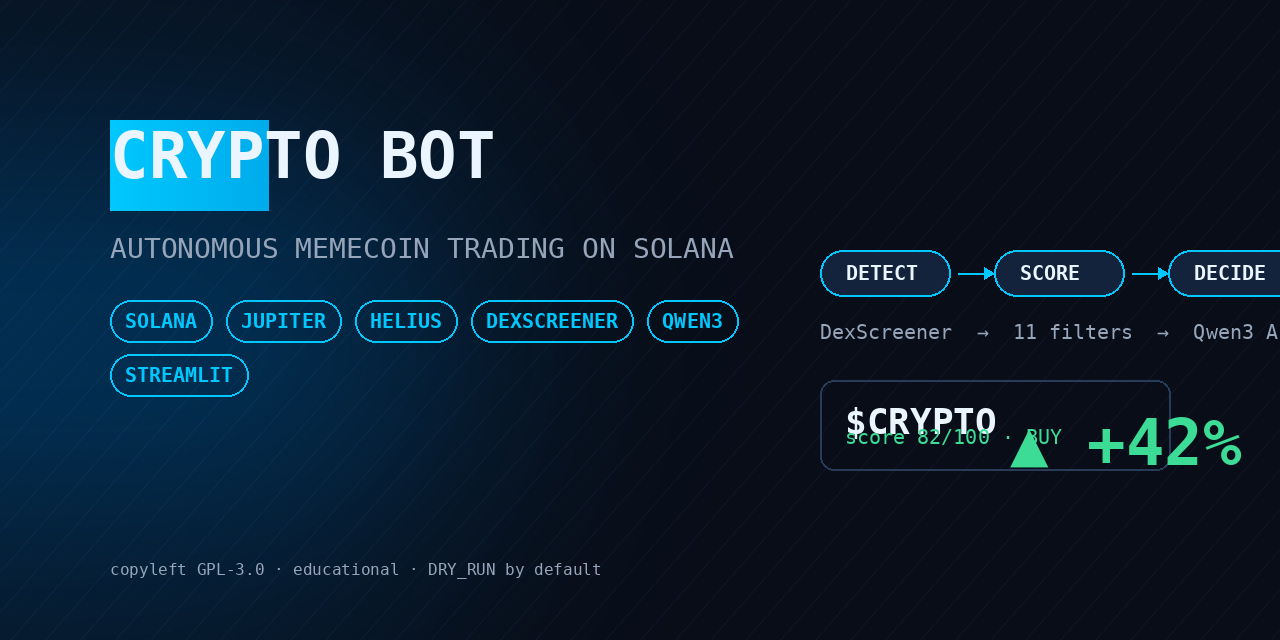 CRYPTO BOT
AUTONOMOUS MEMECOIN TRADING ON SOLANA
SOLANA JUPITER HELIUS DEXSCREENER QWEN3
STREAMLIT
DETECT SCORE DECIDE
DexScreener → 11 filters → Qwen3 A
$CRYPTO
score 82/100 · BUY
▲ +42%
copyleft GPL-3.0 · educational · DRY_RUN by default